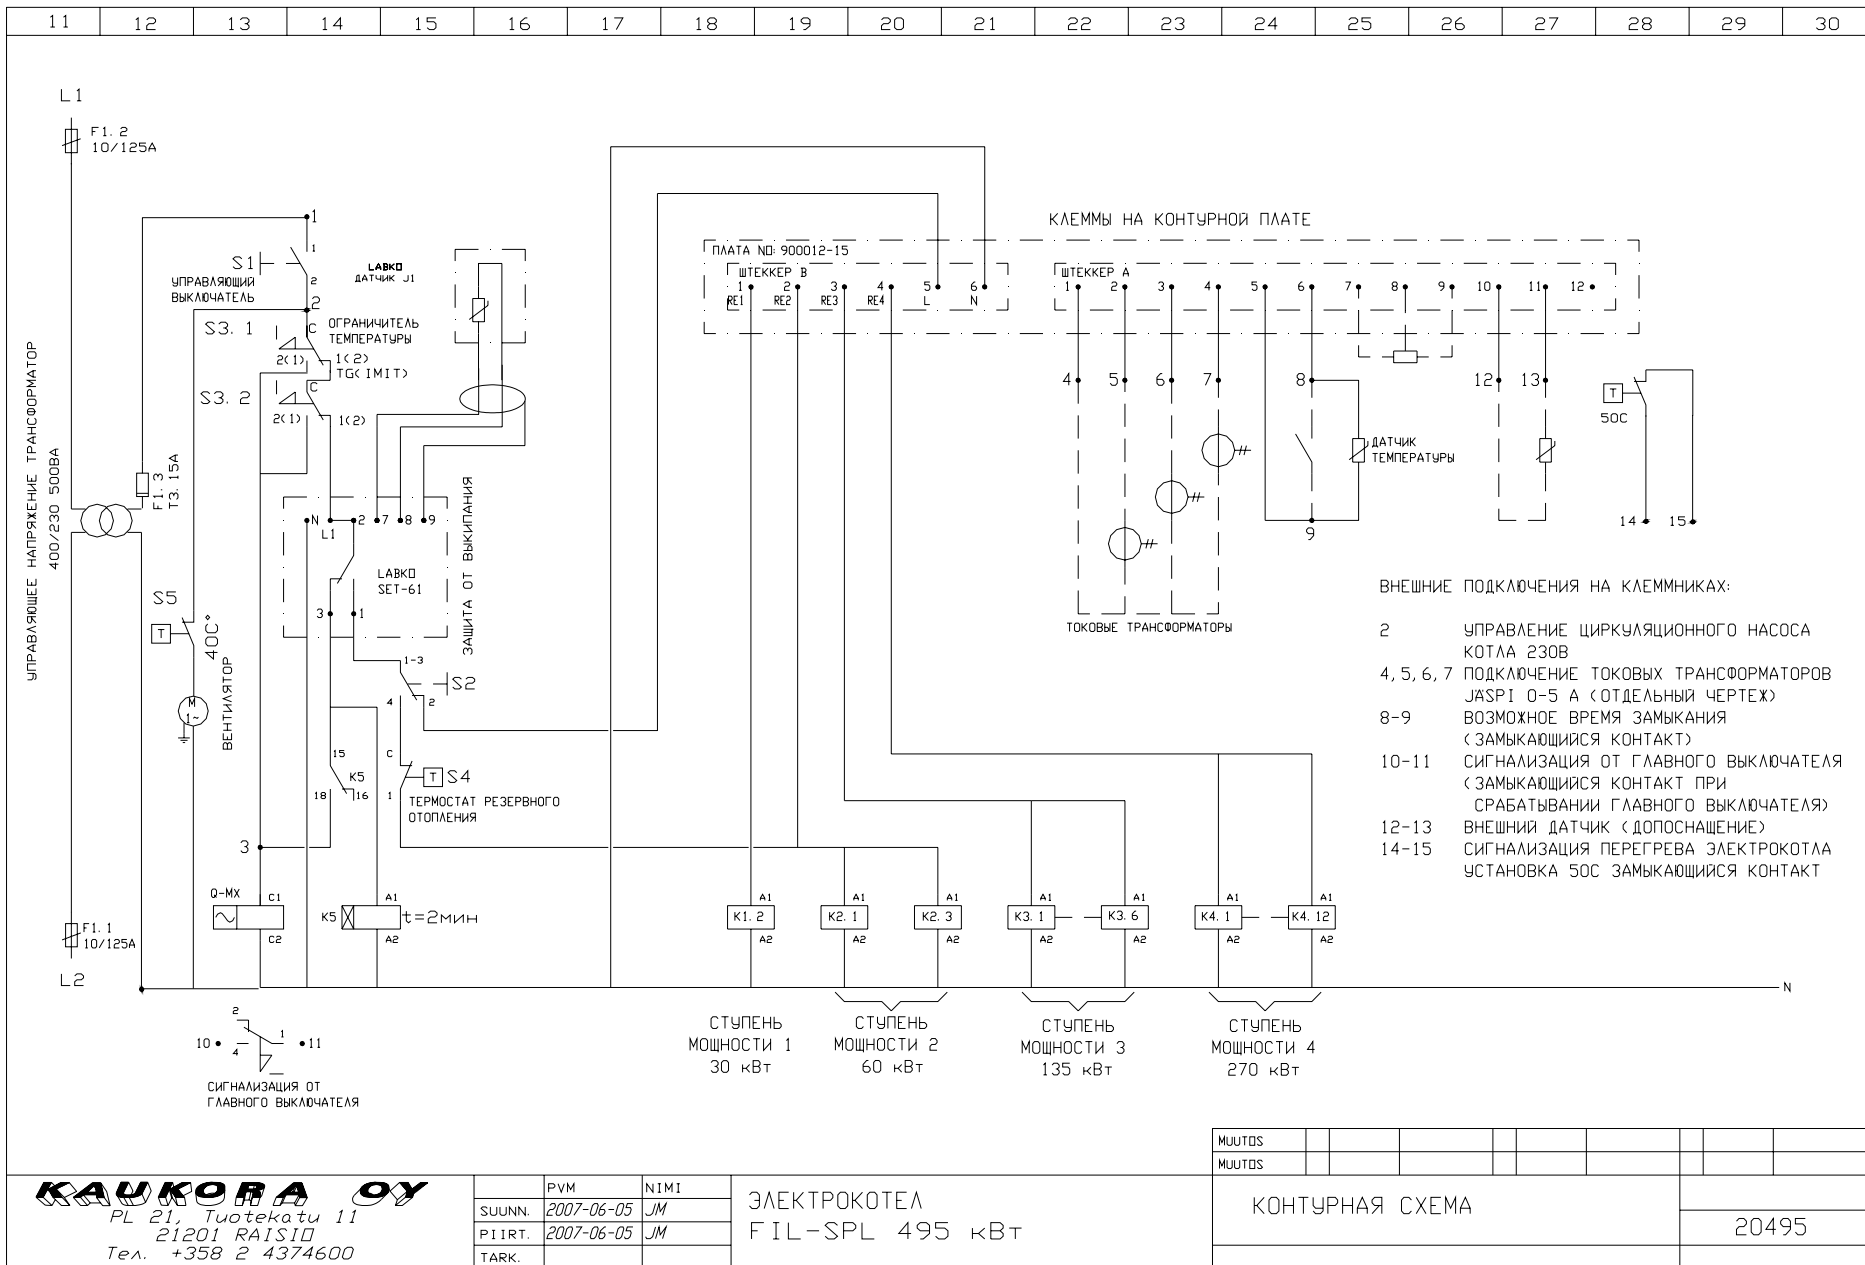 11 12 13 14 15 16 17 18 19 20 21 22 23 24 25 26 27 28 29 30
L1
F1. 2
10/125A
УПРАВЛЯЮЩЕЕ НАПРЯЖЕНИЕ ТРАНСФОРМАТОР
400/230 500ВА
F1. 3
T3. 15A
1
1
S1
2
УПРАВЛЯЮЩИЙ
ВЫКЛЮЧАТЕЛЬ
2
S3. 1
C
ОГРАНИЧИТЕЛЬ
ТЕМПЕРАТУРЫ
2(1)
1(2)
TG(IMIT)
S3. 2
C
2(1)
1(2)
LABKO
ДАТЧИК J1
N
L1
2 7 8 9
LABKO
SET-61
3 1
ЗАЩИТА ОТ ВЫКИПАНИЯ
S5
T
40C°
M
1~
ВЕНТИЛЯТОР
1-3
S2
4 2
15
K5
18 16
C
T S4
1
ТЕРМОСТАТ РЕЗЕРВНОГО
ОТОПЛЕНИЯ
3
Q-MX
C1
C2
K5
A1
t=2мин
A2
F1. 1
10/125A
L2
2
10 4 1 11
СИГНАЛИЗАЦИЯ ОТ
ГЛАВНОГО ВЫКЛЮЧАТЕЛЯ
КЛЕММЫ НА КОНТУРНОЙ ПЛАТЕ
ПЛАТА NO: 900012-15
ШТЕККЕР B
1 2 3 4 5 6
RE1 RE2 RE3 RE4 L N
ШТЕККЕР A
1 2 3 4 5 6 7 8 9 10 11 12
4 5 6 7 8 12 13
ДАТЧИК
ТЕМПЕРАТУРЫ
9
T
50C
14 15
ТОКОВЫЕ ТРАНСФОРМАТОРЫ
ВНЕШНИЕ ПОДКЛЮЧЕНИЯ НА КЛЕММНИКАХ:
2 УПРАВЛЕНИЕ ЦИРКУЛЯЦИОННОГО НАСОСА
КОТЛА 230В
4,5,6,7 ПОДКЛЮЧЕНИЕ ТОКОВЫХ ТРАНСФОРМАТОРОВ
JÄSPI 0-5 А (ОТДЕЛЬНЫЙ ЧЕРТЕЖ)
8-9 ВОЗМОЖНОЕ ВРЕМЯ ЗАМЫКАНИЯ
(ЗАМЫКАЮЩИЙСЯ КОНТАКТ)
10-11 СИГНАЛИЗАЦИЯ ОТ ГЛАВНОГО ВЫКЛЮЧАТЕЛЯ
(ЗАМЫКАЮЩИЙСЯ КОНТАКТ ПРИ
СРАБАТЫВАНИИ ГЛАВНОГО ВЫКЛЮЧАТЕЛЯ)
12-13 ВНЕШНИЙ ДАТЧИК (ДОПОСНАЩЕНИЕ)
14-15 СИГНАЛИЗАЦИЯ ПЕРЕГРЕВА ЭЛЕКТРОКОТЛА
УСТАНОВКА 50С ЗАМЫКАЮЩИЙСЯ КОНТАКТ
A1 A1 A1 A1 A1 A1 A1
K1. 2 K2. 1 K2. 3 K3. 1 K3. 6 K4. 1 K4. 12
A2 A2 A2 A2 A2 A2 A2
N
СТУПЕНЬ
МОЩНОСТИ 1
30 кВт
СТУПЕНЬ
МОЩНОСТИ 2
60 кВт
СТУПЕНЬ
МОЩНОСТИ 3
135 кВт
СТУПЕНЬ
МОЩНОСТИ 4
270 кВт
MUUTOS
MUUTOS
KAUKORA OY
PL 21, Tuotekatu 11
21201 RAISIO
Тел. +358 2 4374600
PVM NIMI
SUUNN. 2007-06-05 JM
PIIRT. 2007-06-05 JM
TARK.
ЭЛЕКТРОКОТЕЛ
FIL-SPL 495 кВт
КОНТУРНАЯ СХЕМА
20495